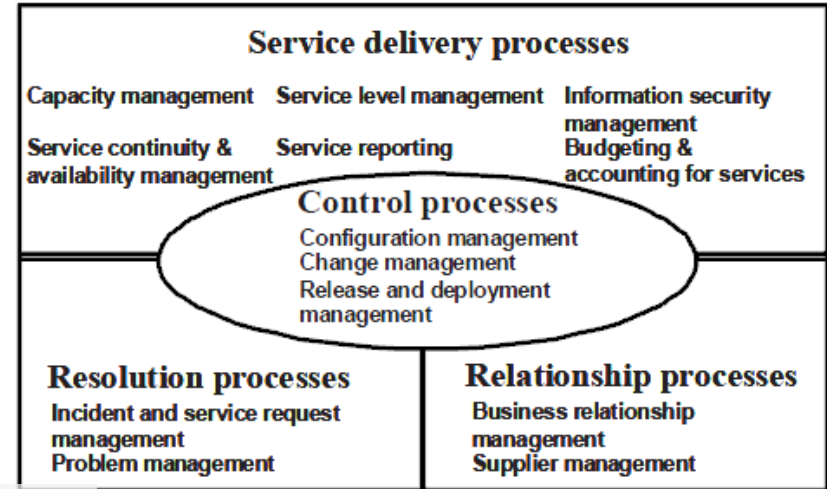 Service delivery processes
Capacity management Service level management Information security
management
Service continuity & Service reporting Budgeting &
availability management accounting for services
Control processes
Configuration management
Change management
Release and deployment
management
Resolution processes
Incident and service request
management
Problem management
Relationship processes
Business relationship
management
Supplier management